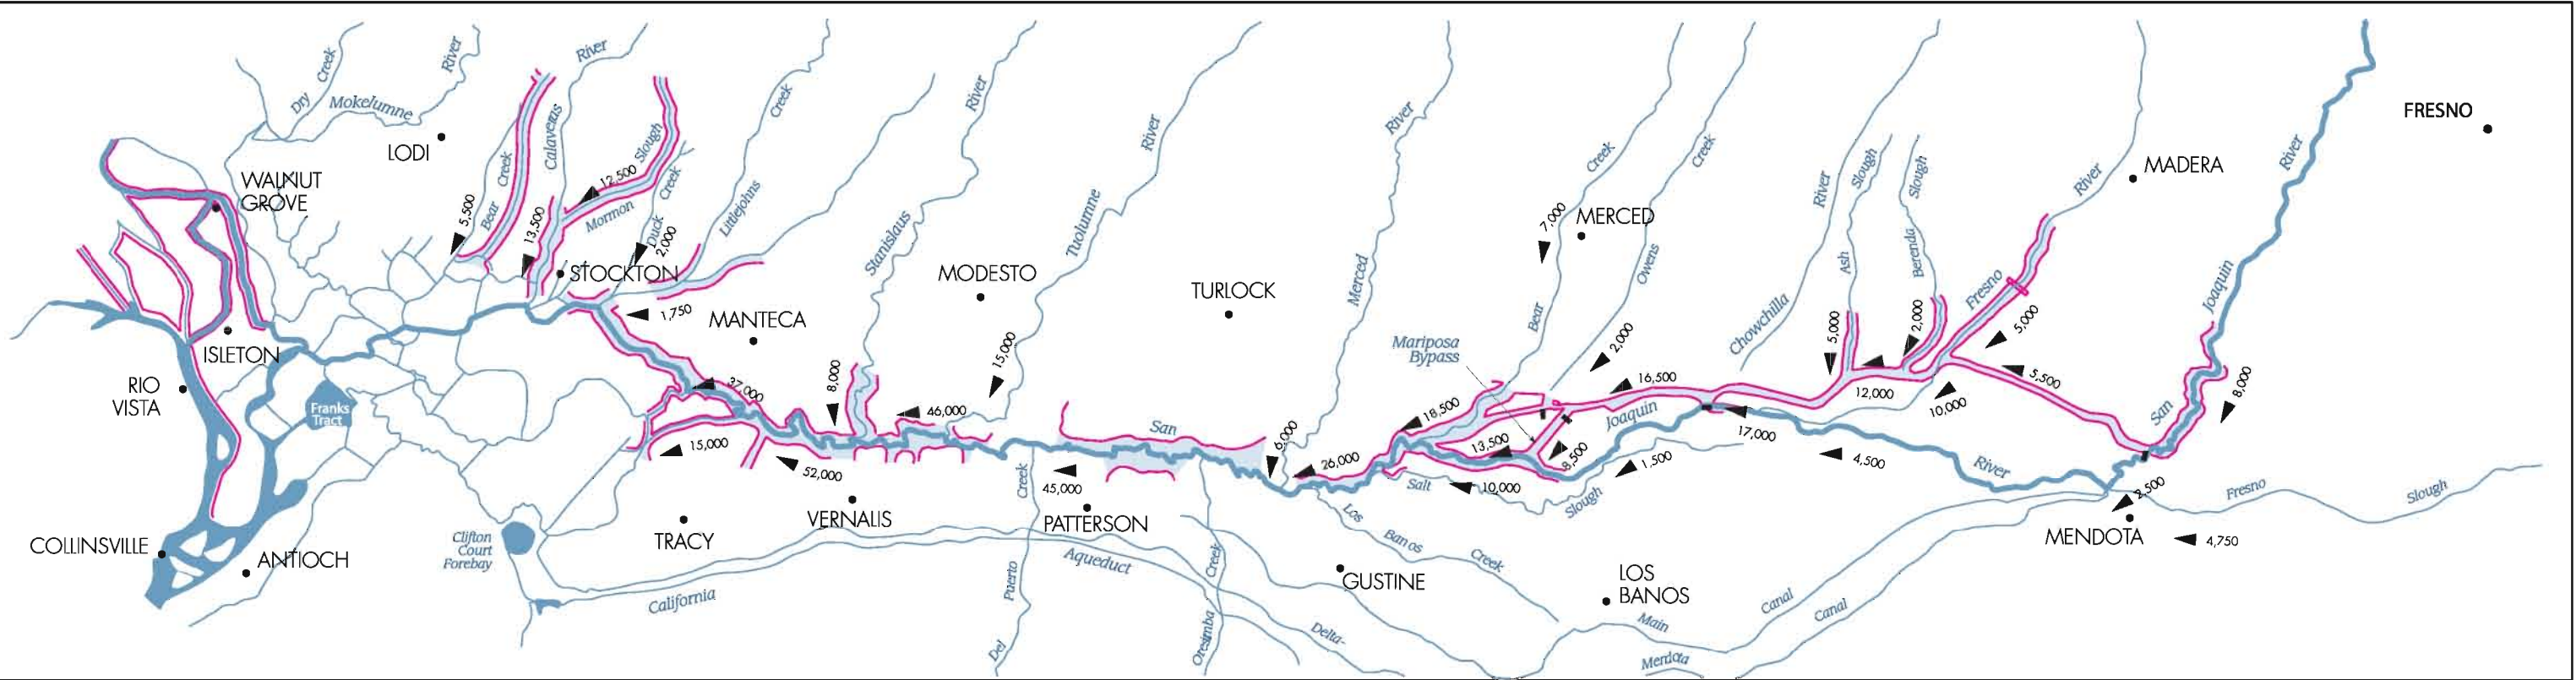 Dry Creek
Mokelumne River
LODI
WALNUT
GROVE
5,500
Bear Creek
Calaveras River
13,500
12,500
Mormon Slough
Duck Creek
2,000
Littlejohns Creek
STOCKTON
1,750
MANTECA
ISLETON
RIO
VISTA
Franks
Tract
COLLINSVILLE
ANTIOCH
Clifton
Court
Forebay
37,000
15,000
52,000
TRACY
VERNALIS
8,000
Stanislaus River
46,000
MODESTO
15,000
Tuolumne River
TURLOCK
San Joaquin River
45,000
PATTERSON
Del Puerto Creek
Orestimba Creek
California Aqueduct
Delta-Mendota Canal
Main Canal
GUSTINE
LOS
BANOS
Los Banos Creek
Merced River
6,000
26,000
Salt Slough
10,000
1,500
13,500
8,500
18,500
16,500
Mariposa
Bypass
7,000
MERCED
Bear Creek
Owens Creek
2,000
Chowchilla River
Ash Slough
5,000
Berenda Slough
2,000
Fresno River
5,000
12,000
10,000
5,500
17,000
4,500
2,500
MENDOTA
4,750
Fresno Slough
8,000
MADERA
FRESNO
San Joaquin River